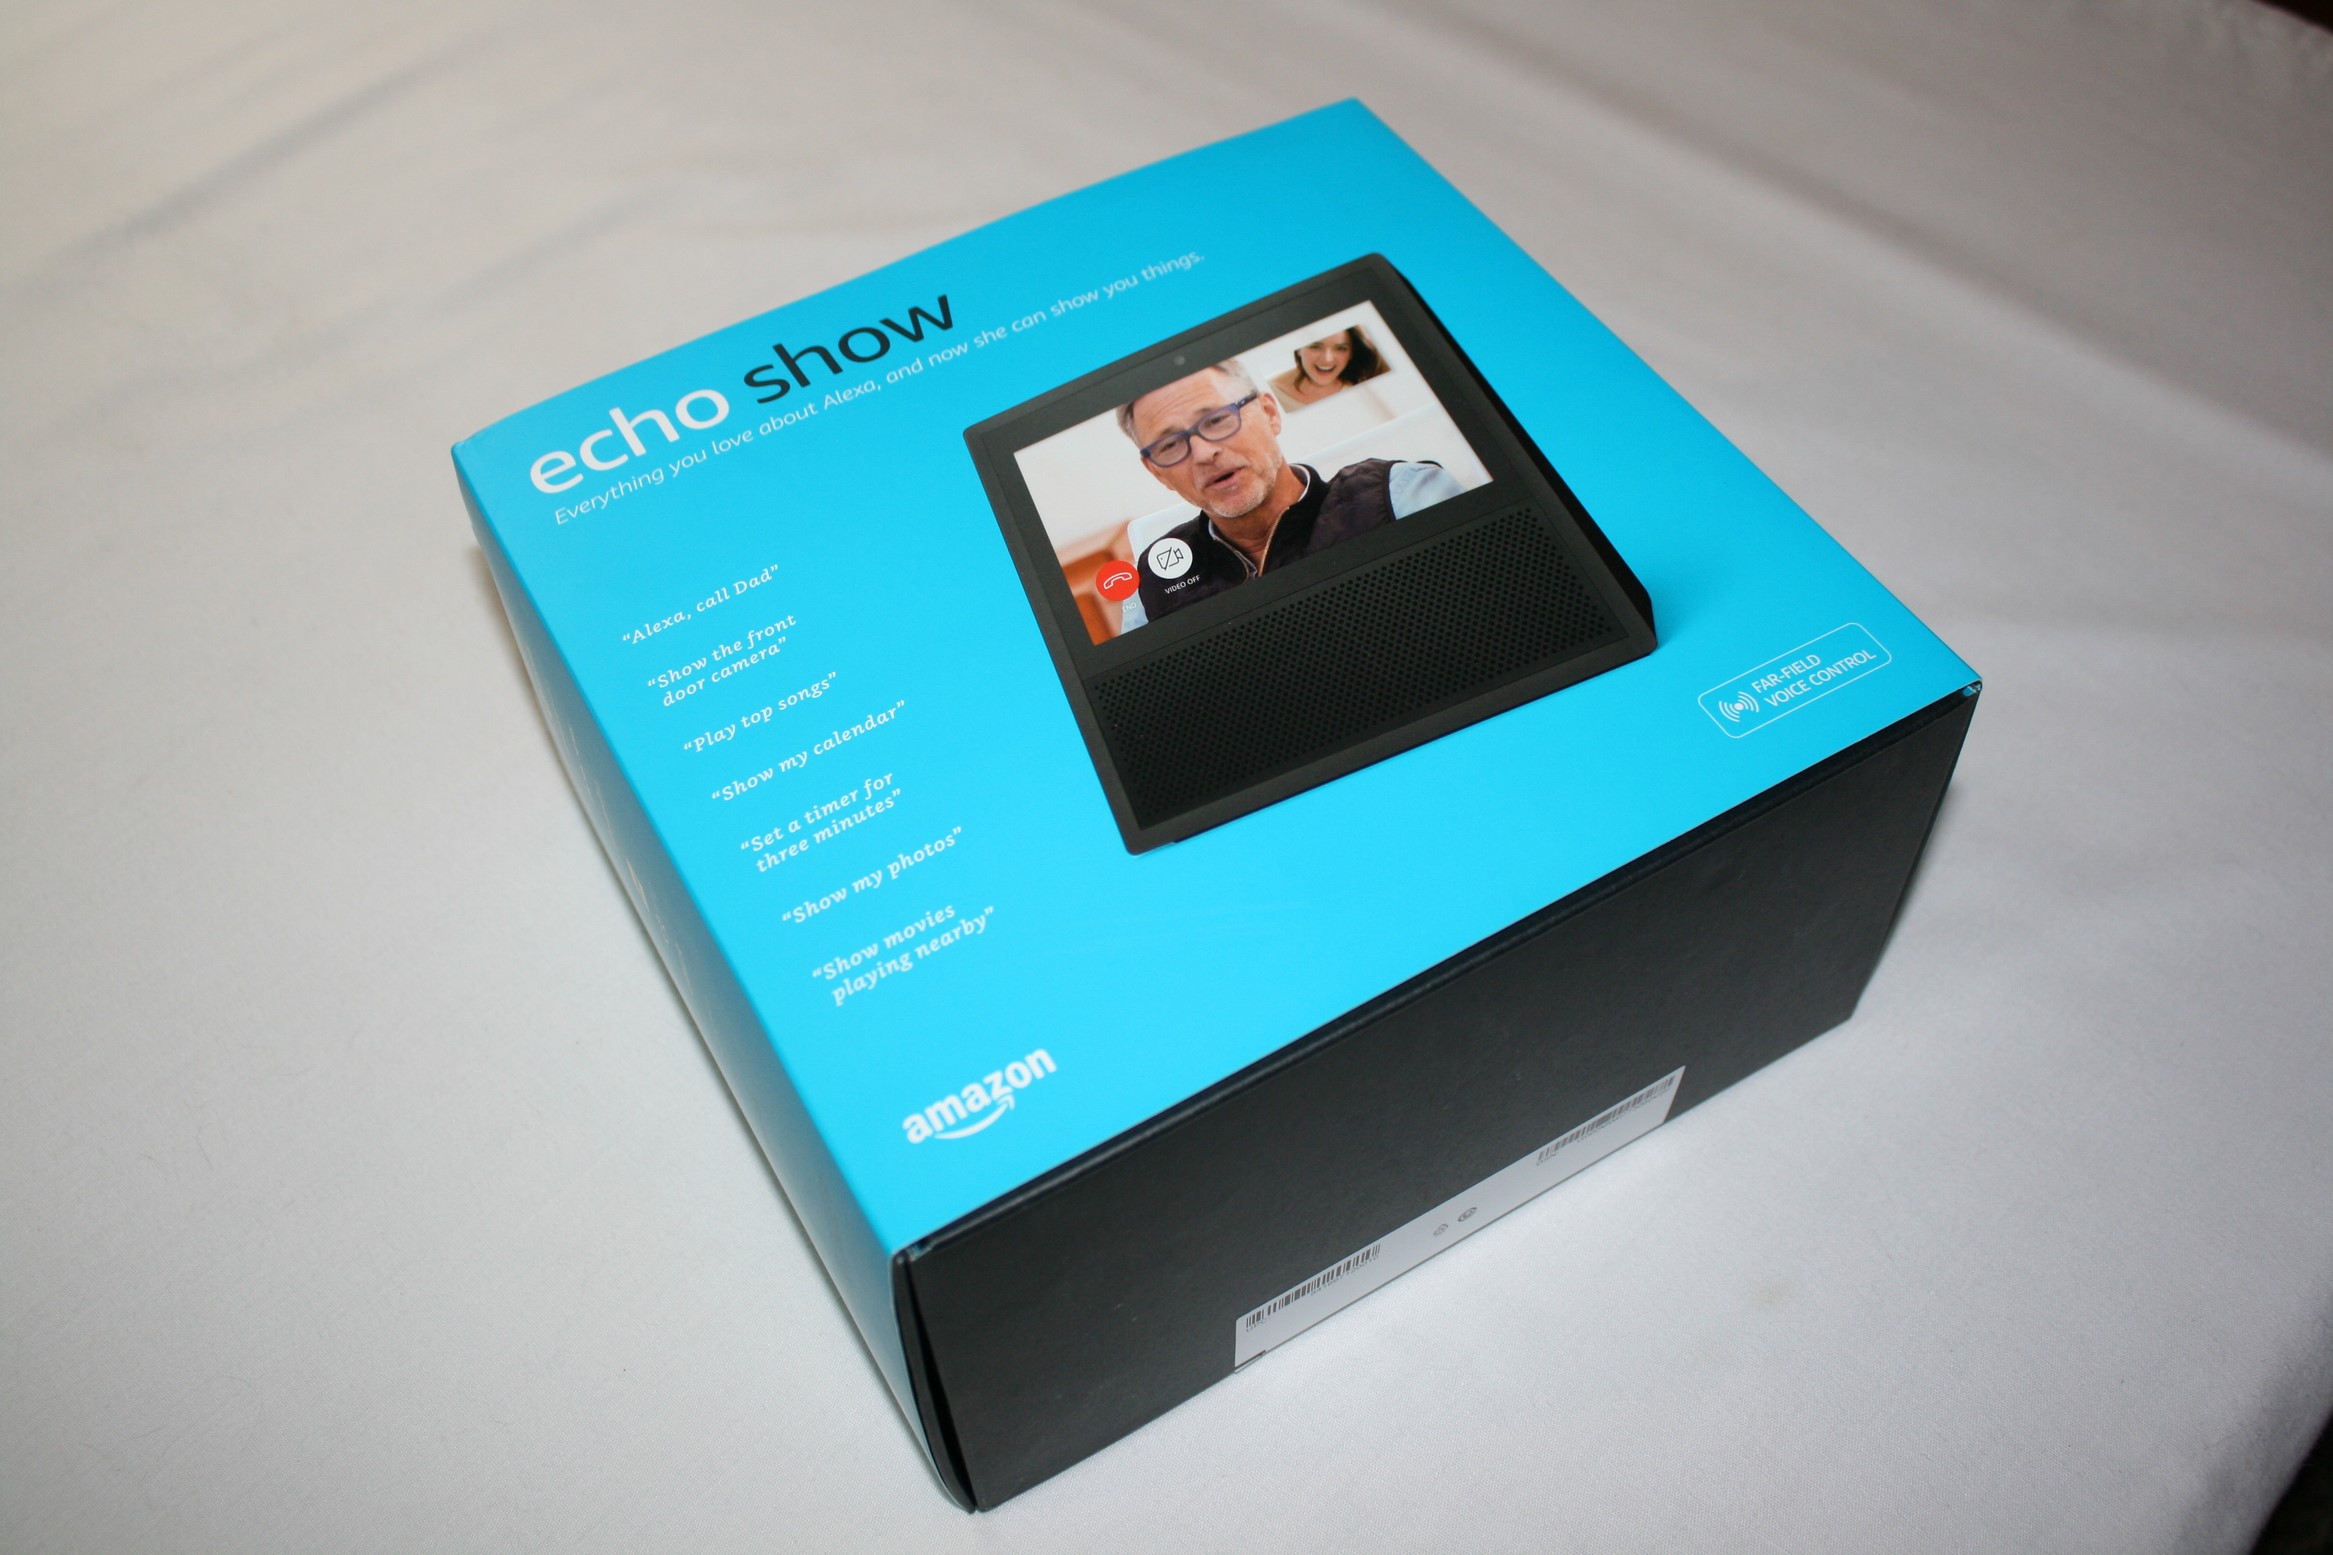 echo show
Everything you love about Alexa, and now she can show you things.
“Alexa, call Dad”
“Show the front
door camera”
“Play top songs”
“Show my calendar”
“Set a timer for
three minutes”
“Show my photos”
“Show movies
playing nearby”
END
VIDEO OFF
FAR-FIELD
VOICE CONTROL
amazon